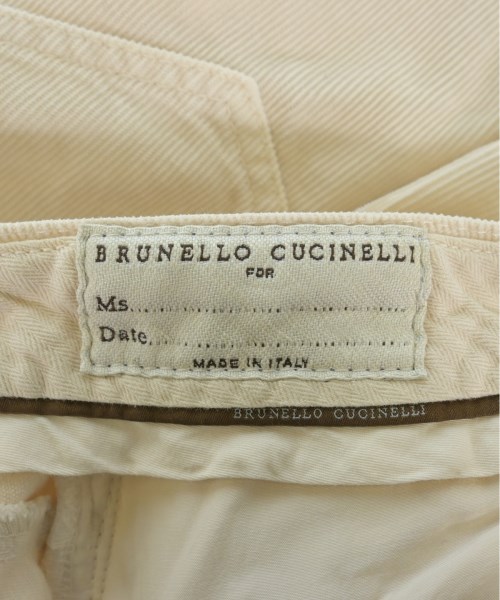 BRUNELLO CUCINELLI
FOR
Ms..............................
Date............................
MADE IN ITALY
BRUNELLO CUCINELLI